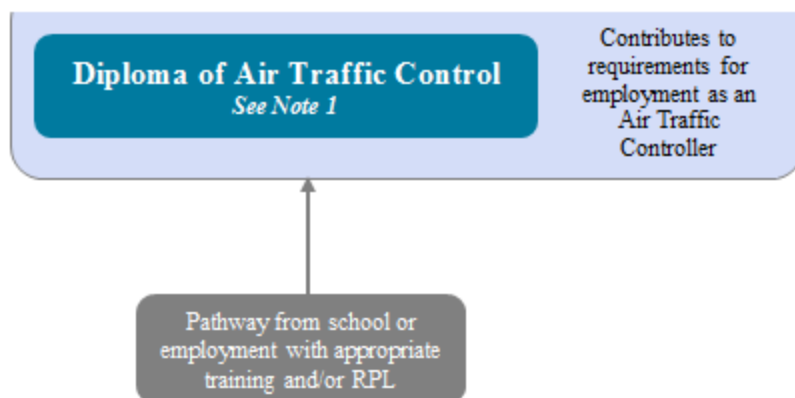 Diploma of Air Traffic Control
See Note 1
Contributes to
requirements for
employment as an
Air Traffic
Controller
Pathway from school or
employment with appropriate
training and/or RPL